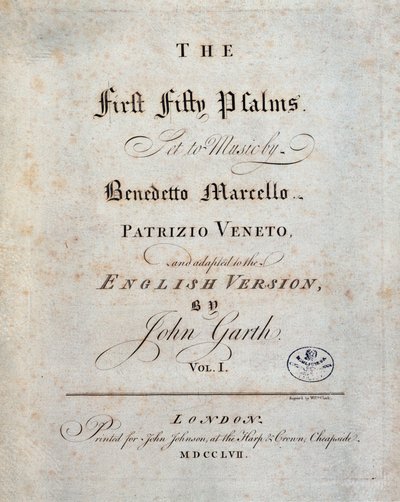 THE
First Fifty Psalms.
Set to Music by
Benedetto Marcello.
PATRIZIO VENETO,
and adapted to the
ENGLISH VERSION,
BY
John Garth.
VOL. I.
LONDON.
Printed for John Johnson, at the Harp & Crown, Cheapside.
MDCCLVII.